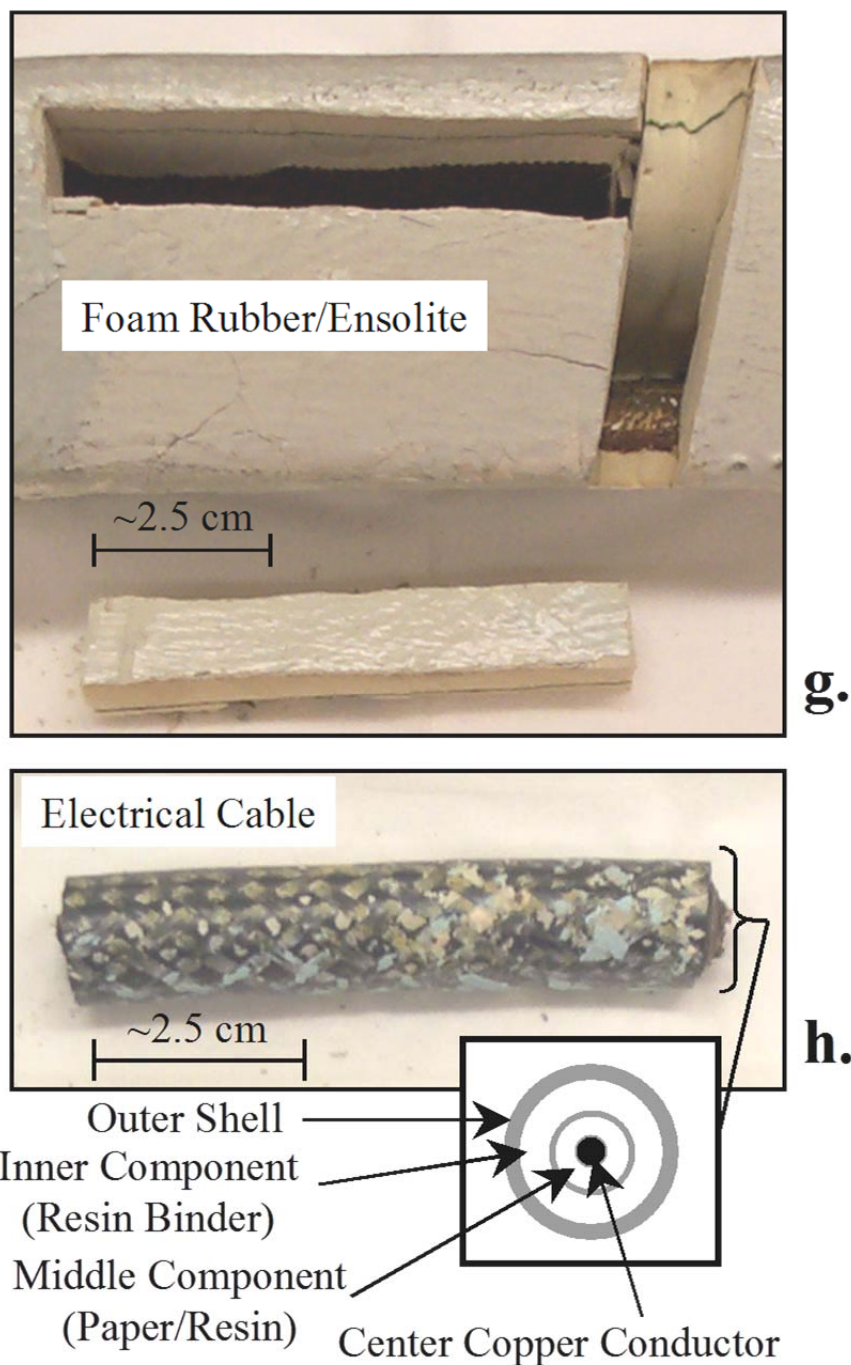 Foam Rubber/Ensolite
~2.5 cm
g.
Electrical Cable
~2.5 cm
h.
Outer Shell
Inner Component
(Resin Binder)
Middle Component
(Paper/Resin)
Center Copper Conductor